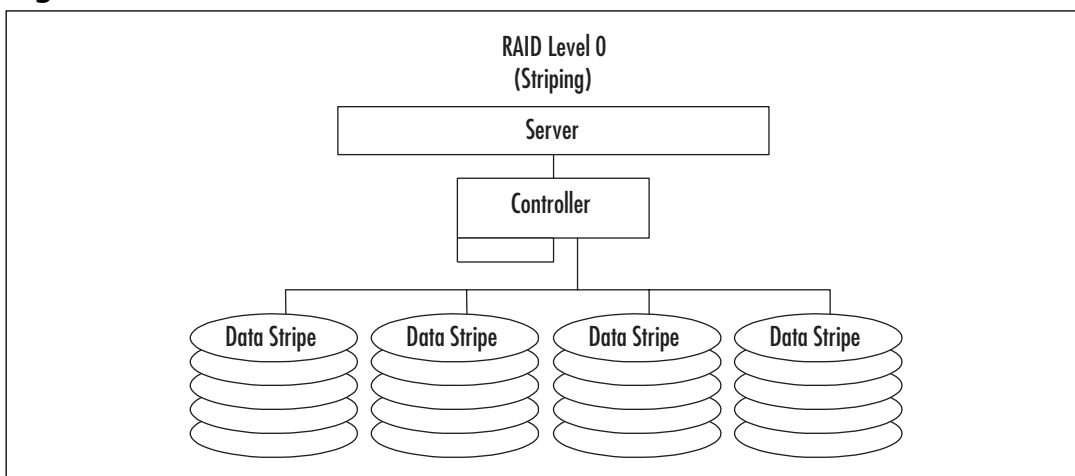 RAID Level 0
(Striping)
Server
Controller
Data Stripe
Data Stripe
Data Stripe
Data Stripe